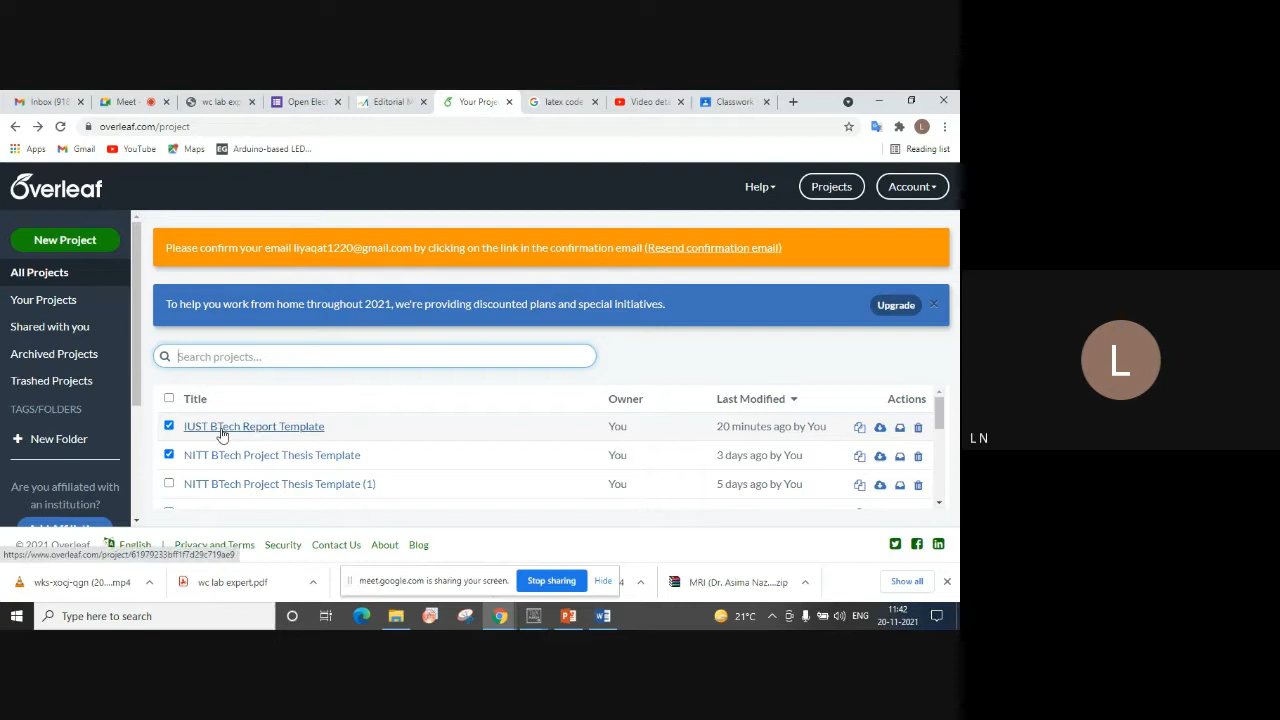 Inbox (918
Meet -
wc lab exp
Open Elect
Editorial M
Your Proje
latex code
Video deta
Classwork
overleaf.com/project
Apps
Gmail
YouTube
Maps
EG
Arduino-based LED...
Reading list
L
Overleaf
Help
Projects
Account
New Project
All Projects
Your Projects
Shared with you
Archived Projects
Trashed Projects
TAGS/FOLDERS
New Folder
Are you affiliated with
an institution?
Please confirm your email liyaqat1220@gmail.com by clicking on the link in the confirmation email (Resend confirmation email)
To help you work from home throughout 2021, we're providing discounted plans and special initiatives.
Upgrade
Search projects...
Title Owner Last Modified Actions
IUST BTech Report Template You 20 minutes ago by You
NITT BTech Project Thesis Template You 3 days ago by You
NITT BTech Project Thesis Template (1) You 5 days ago by You
© 2021 Overleaf English Privacy and Terms Security Contact Us About Blog
https://www.overleaf.com/project/61979233bff1f7d29c719ae9
wks-xocj-qgn (20....mp4
wc lab expert.pdf
meet.google.com is sharing your screen.
Stop sharing
Hide
4
MRI (Dr. Asima Naz....zip
Show all
Type here to search
21°C
ENG
11:42
20-11-2021
L
L N